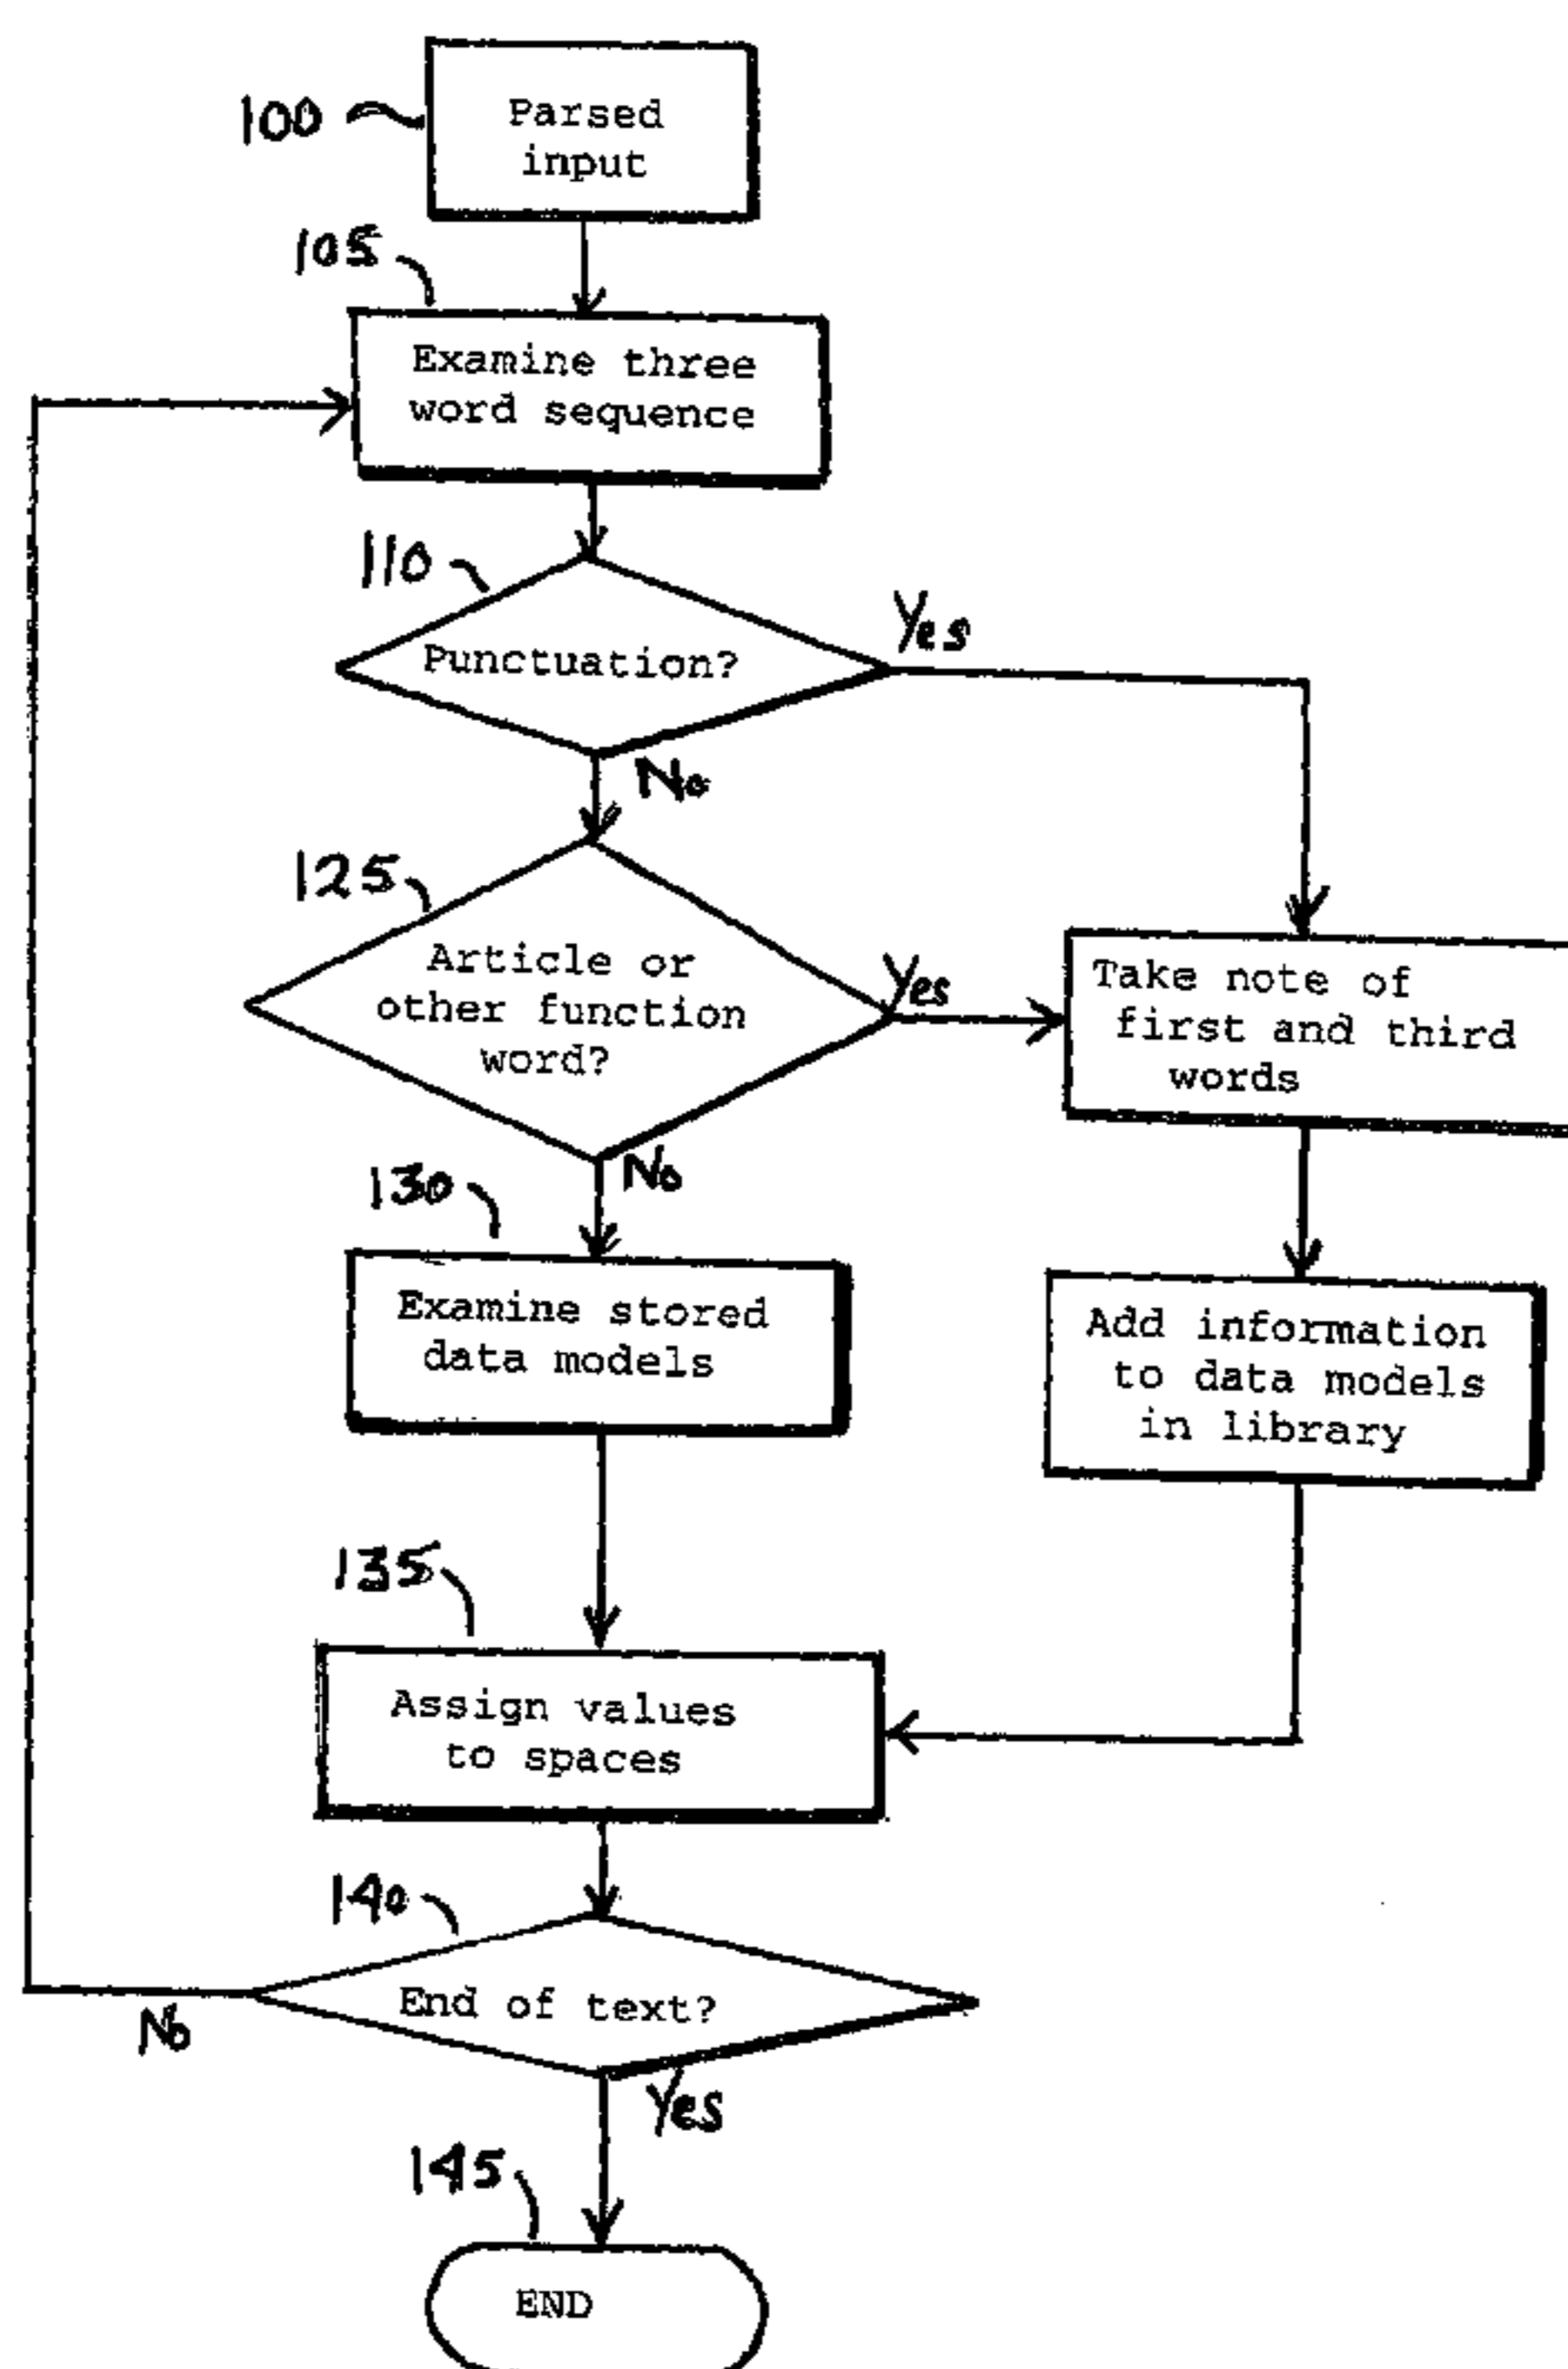 100
Parsed
input
105
Examine three
word sequence
110
Punctuation?
Yes
No
125
Article or
other function
word?
Yes
No
Take note of
first and third
words
130
Examine stored
data models
Add information
to data models
in library
135
Assign values
to spaces
140
End of text?
No
Yes
145
END